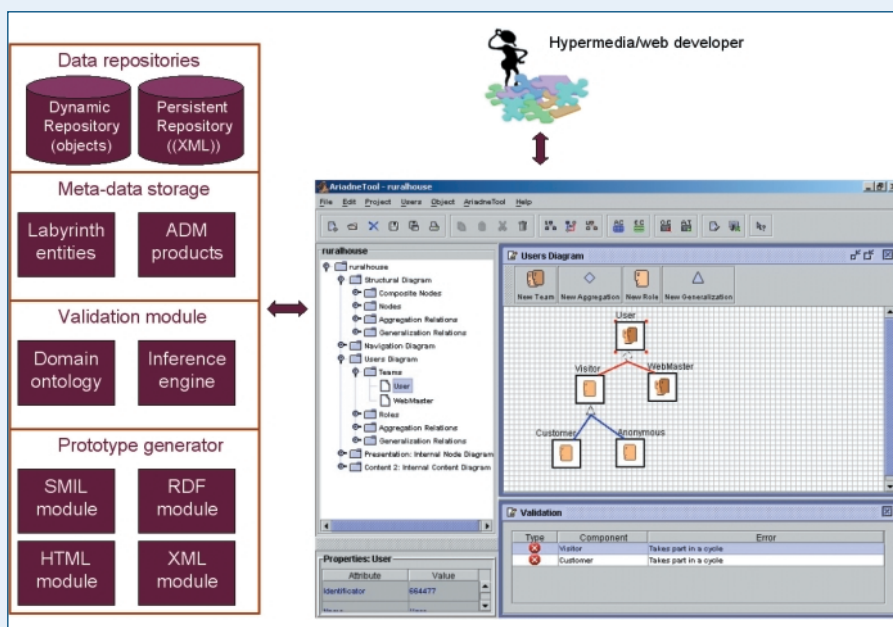 Data repositories
Dynamic
Repository
(objects)
Persistent
Repository
((XML))
Meta-data storage
Labyrinth
entities
ADM
products
Validation module
Domain
ontology
Inference
engine
Prototype generator
SMIL
module
RDF
module
HTML
module
XML
module
Hypermedia/web developer
AriadneTool - ruralhouse
File Edit Project Users Object AriadneTool Help
ruralhouse
ruralhouse
Structural Diagram
Composite Nodes
Nodes
Aggregation Relations
Generalization Relations
Navigation Diagram
Users Diagram
Teams
User
WebMaster
Roles
Aggregation Relations
Generalization Relations
Presentation: Internal Node Diagram
Content 2: Internal Content Diagram
Properties: User
Attribute Value
Identificator 664477
Users Diagram
New Team New Aggregation New Role New Generalization
User
Visitor
WebMaster
Customer
Anonymous
Validation
Type Component Error
Visitor Takes part in a cycle
Customer Takes part in a cycle